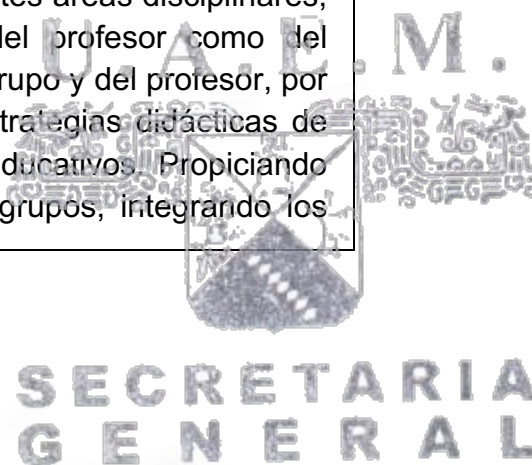 tes áreas disciplinares,
del profesor como del
rupo y del profesor, por
trategias didácticas de
ducativos. Propiciando
grupos, integrando los
U.A.E.M.
SECRETARIA
GENERAL